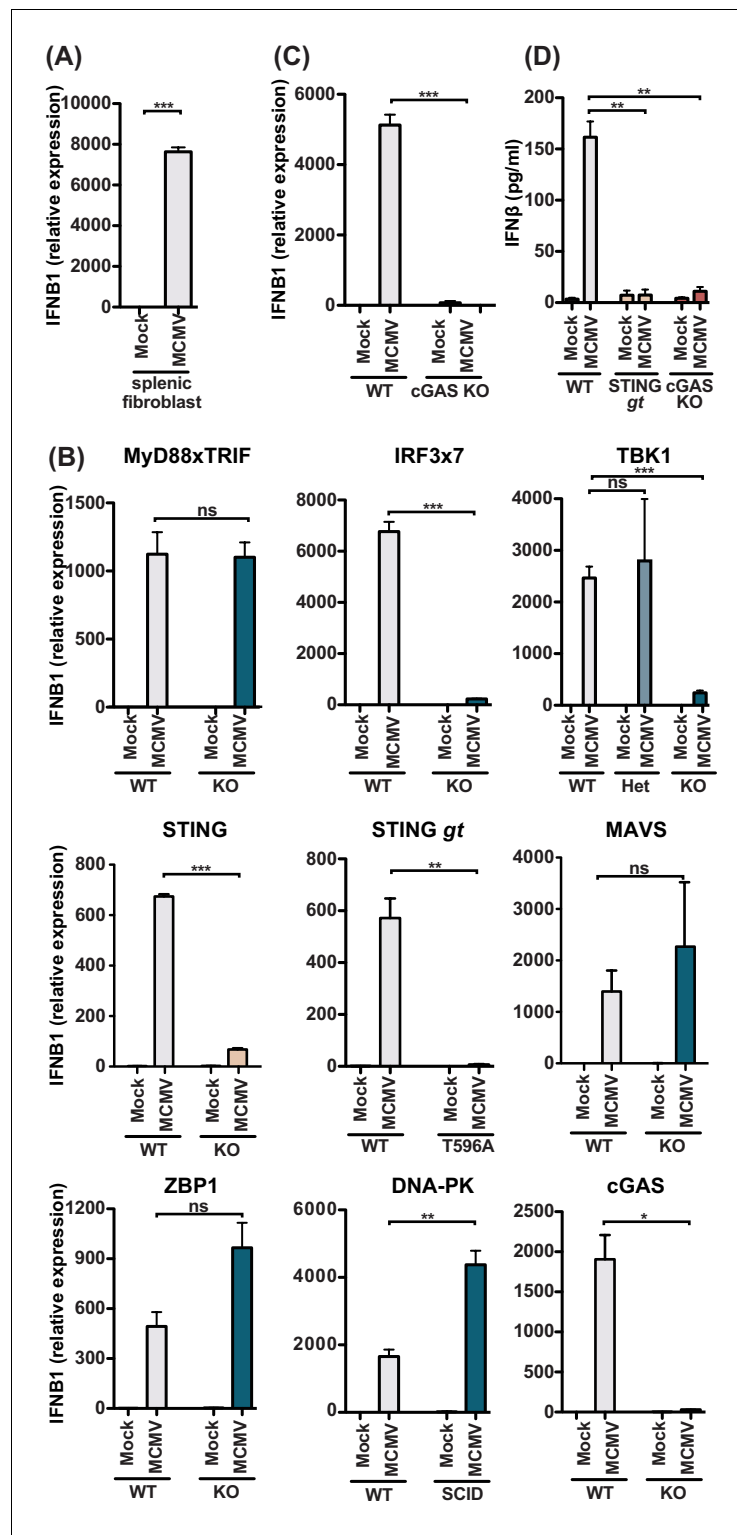 (A)
***
10000
8000
6000
4000
2000
0
IFNB1 (relative expression)
Mock
MCMV
splenic
fibroblast
(C)
***
6000
4000
2000
0
IFNB1 (relative expression)
Mock
MCMV
Mock
MCMV
WT
cGAS KO
(D)
**
**
200
150
100
50
0
IFNβ (pg/ml)
Mock
MCMV
Mock
MCMV
Mock
MCMV
WT
STING
gt
cGAS
KO
(B)
MyD88xTRIF
ns
1500
1000
500
0
IFNB1 (relative expression)
Mock
MCMV
Mock
MCMV
WT
KO
IRF3x7
***
8000
6000
4000
2000
0
Mock
MCMV
Mock
MCMV
WT
KO
TBK1
***
ns
4000
3000
2000
1000
0
Mock
MCMV
Mock
MCMV
Mock
MCMV
WT
Het
KO
STING
***
800
600
400
200
0
IFNB1 (relative expression)
Mock
MCMV
Mock
MCMV
WT
KO
STING gt
**
800
600
400
200
0
Mock
MCMV
Mock
MCMV
WT
T596A
MAVS
ns
4000
3000
2000
1000
0
Mock
MCMV
Mock
MCMV
WT
KO
ZBP1
ns
1200
900
600
300
0
IFNB1 (relative expression)
Mock
MCMV
Mock
MCMV
WT
KO
DNA-PK
**
6000
4000
2000
0
Mock
MCMV
Mock
MCMV
WT
SCID
cGAS
*
2500
2000
1500
1000
500
0
Mock
MCMV
Mock
MCMV
WT
KO